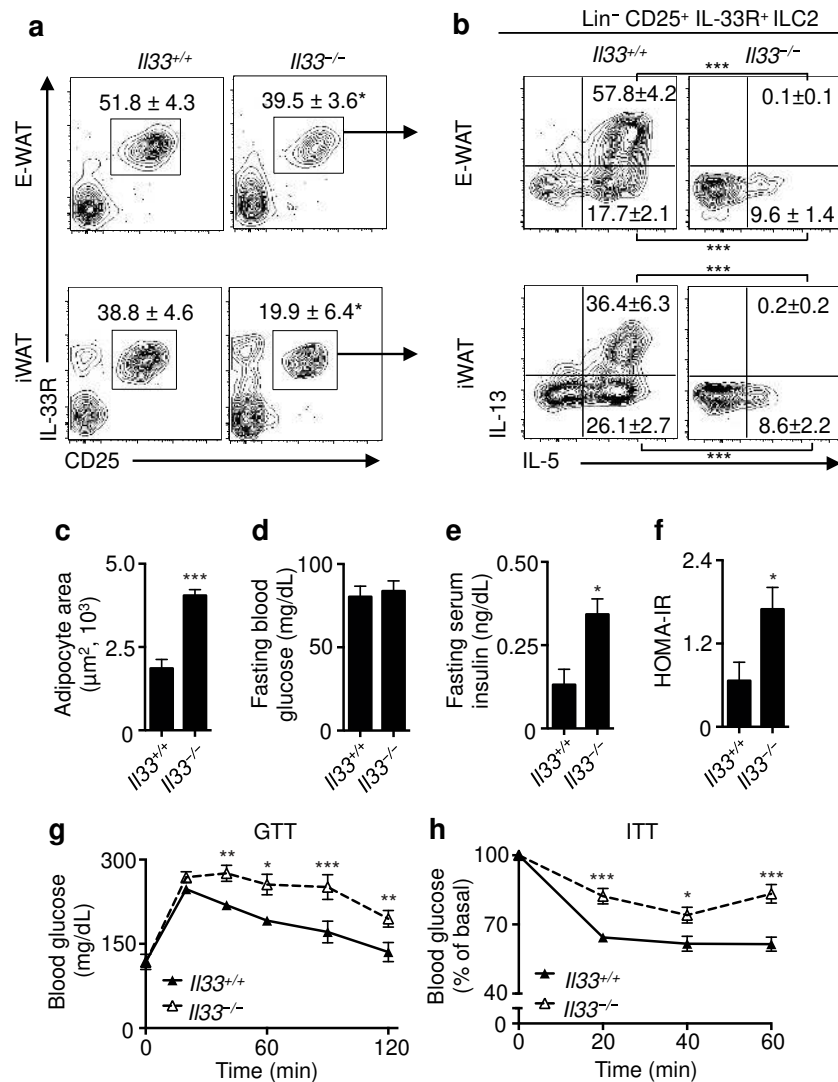 a
Il33+/+
Il33−/−
51.8 ± 4.3
39.5 ± 3.6*
E-WAT
38.8 ± 4.6
19.9 ± 6.4*
iWAT
IL-33R
CD25
b
Lin− CD25+ IL-33R+ ILC2
Il33+/+
***
Il33−/−
57.8±4.2
0.1±0.1
E-WAT
17.7±2.1
9.6 ± 1.4
***
***
36.4±6.3
0.2±0.2
iWAT
IL-13
26.1±2.7
8.6±2.2
***
IL-5
c
Adipocyte area
(µm², 10³)
5.0
2.5
0
***
Il33+/+
Il33−/−
d
Fasting blood
glucose (mg/dL)
100
50
0
Il33+/+
Il33−/−
e
Fasting serum
insulin (ng/dL)
0.50
0.25
0
*
Il33+/+
Il33−/−
f
HOMA-IR
2.4
1.2
0
*
Il33+/+
Il33−/−
g
GTT
Blood glucose
(mg/dL)
300
150
0
** * *** **
Il33+/+
Il33−/−
0 60 120
Time (min)
h
ITT
Blood glucose
(% of basal)
100
70
40
0
*** * ***
Il33+/+
Il33−/−
0 20 40 60
Time (min)